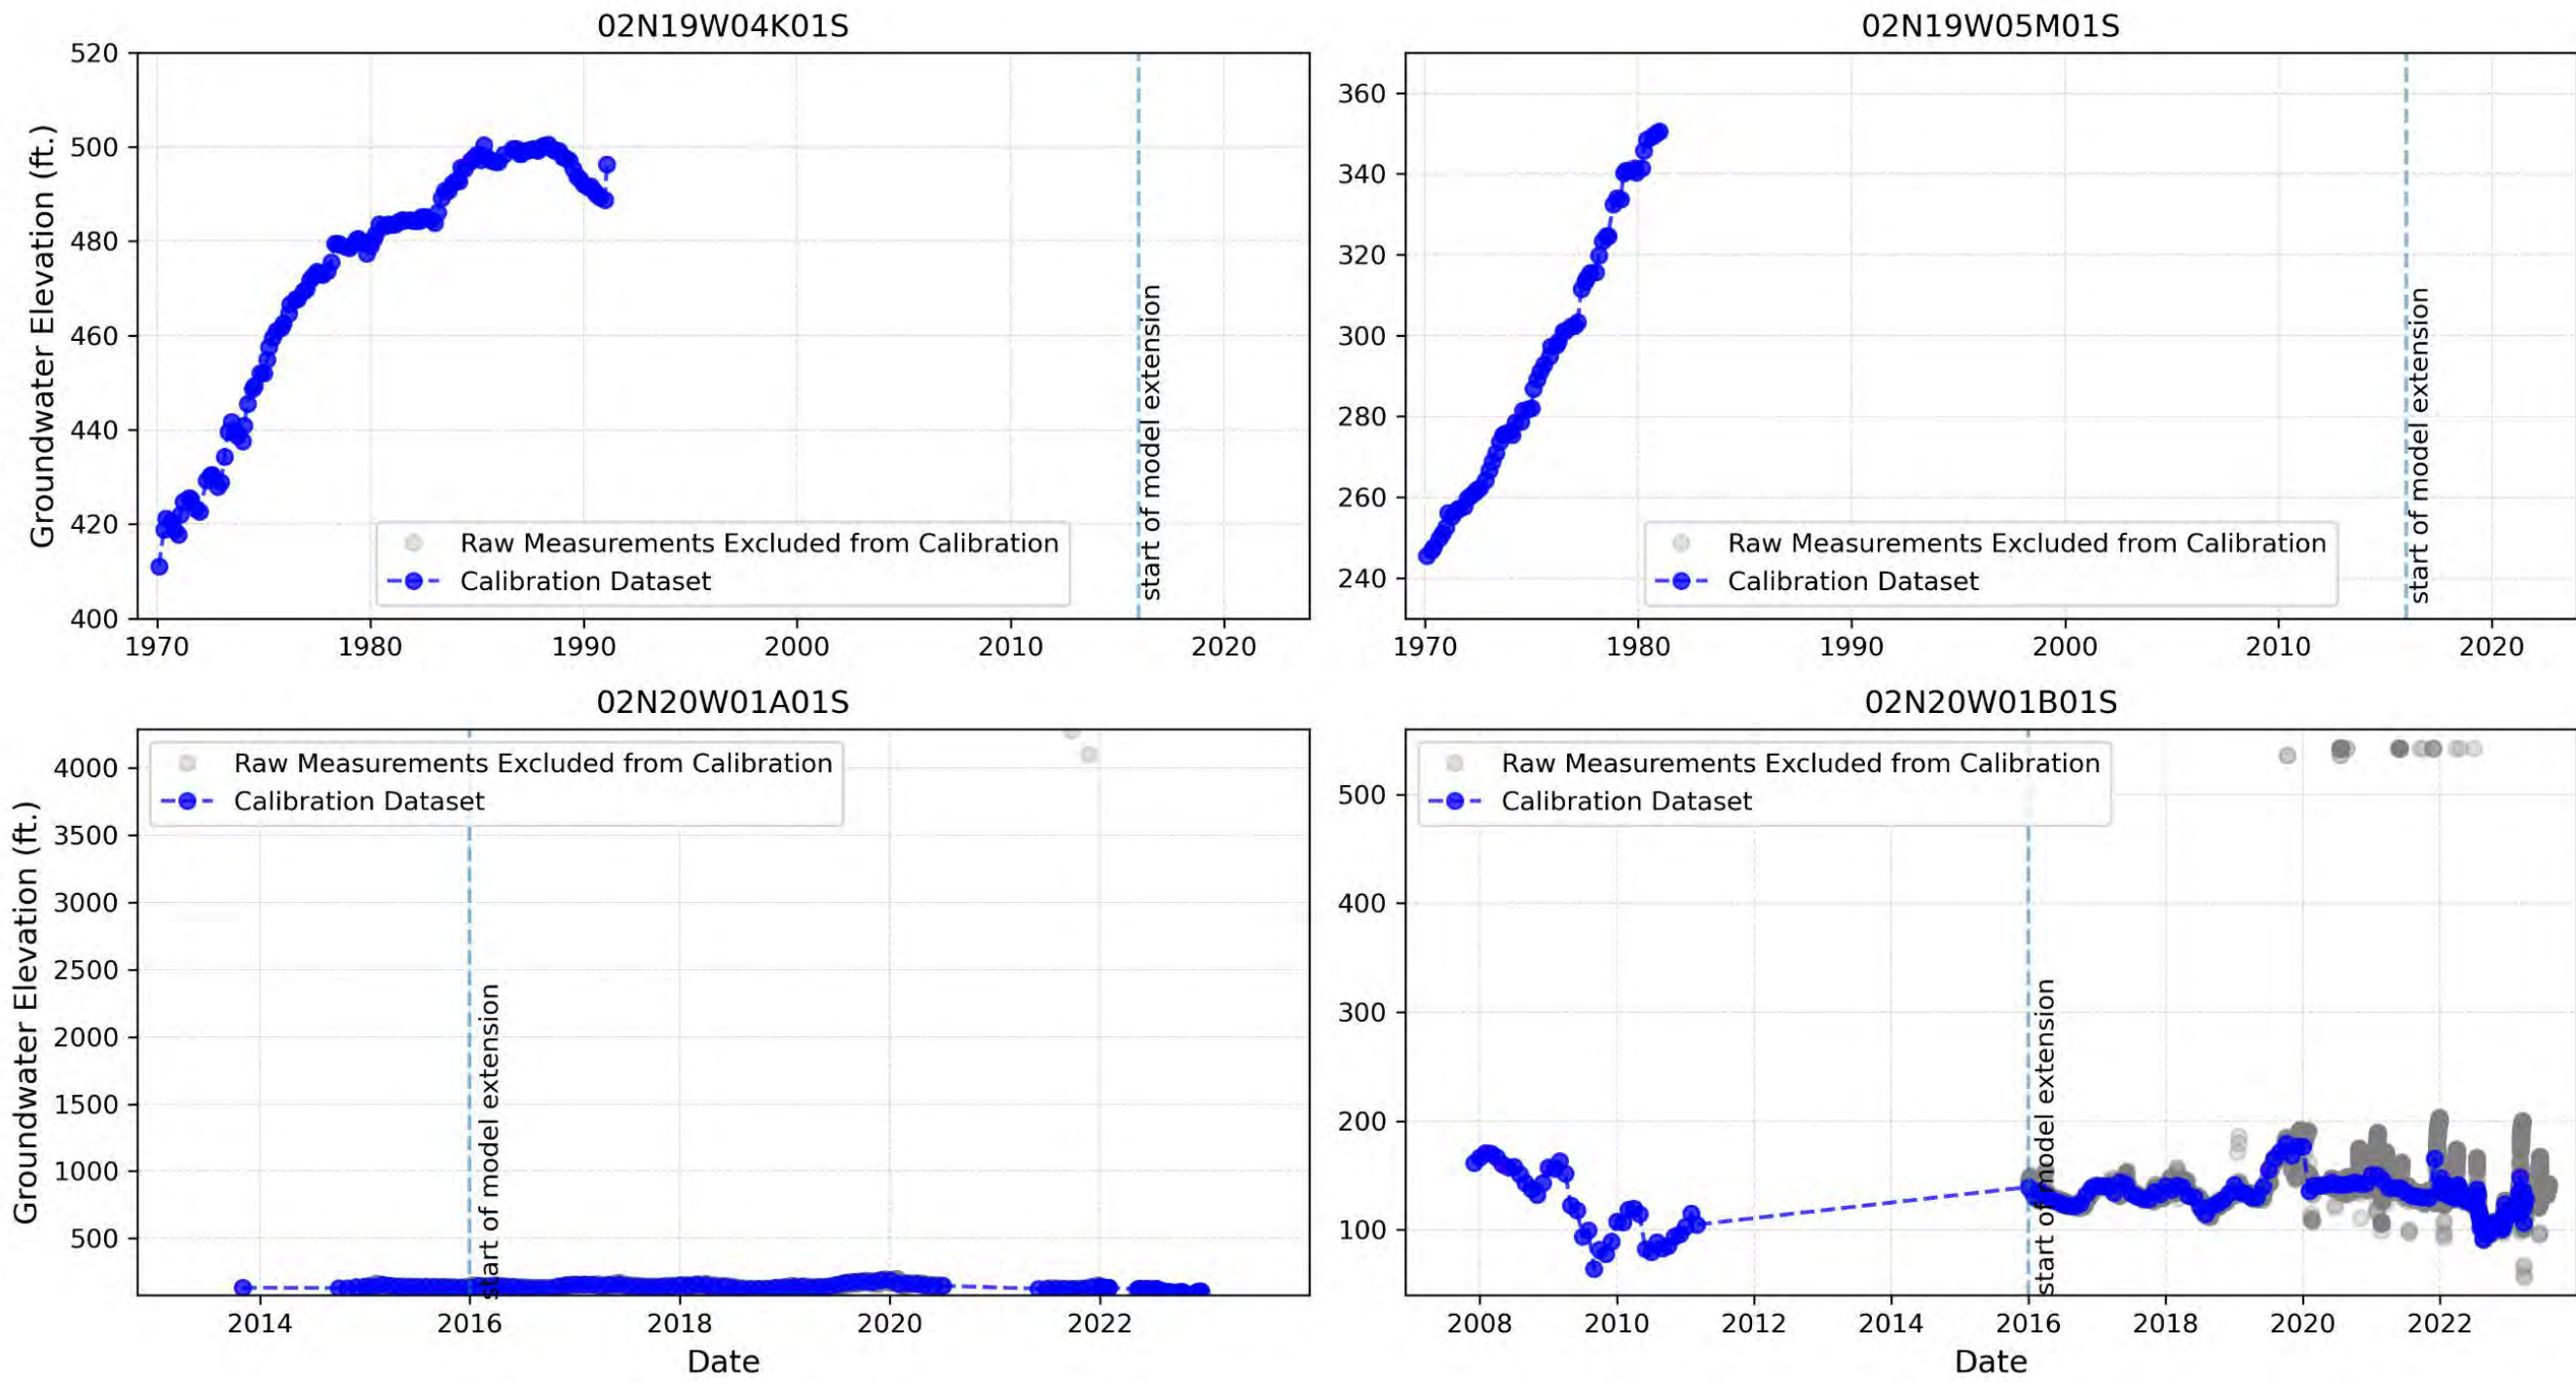 02N19W04K01S
Groundwater Elevation (ft.)
520
500
480
460
440
420
400
1970
1980
1990
2000
2010
2020
start of model extension
Raw Measurements Excluded from Calibration
Calibration Dataset
02N19W05M01S
360
340
320
300
280
260
240
1970
1980
1990
2000
2010
2020
start of model extension
Raw Measurements Excluded from Calibration
Calibration Dataset
02N20W01A01S
Groundwater Elevation (ft.)
4000
3500
3000
2500
2000
1500
1000
500
2014
2016
2018
2020
2022
Date
start of model extension
Raw Measurements Excluded from Calibration
Calibration Dataset
02N20W01B01S
500
400
300
200
100
2008
2010
2012
2014
2016
2018
2020
2022
Date
start of model extension
Raw Measurements Excluded from Calibration
Calibration Dataset